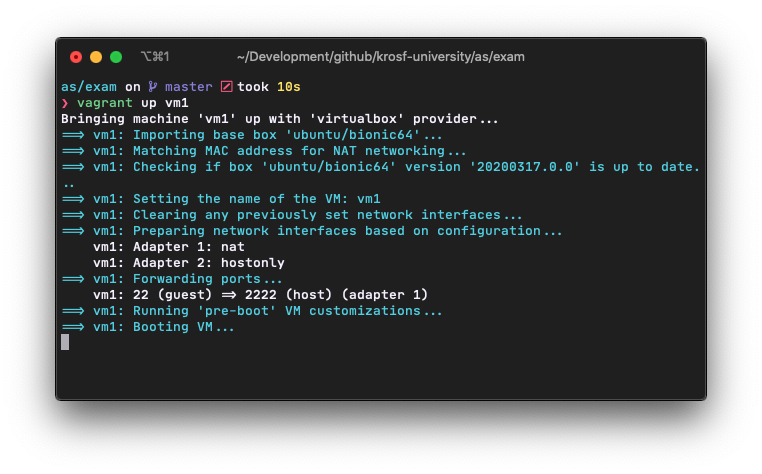 ⌥⌘1 ~/Development/github/krosf-university/as/exam
as/exam on master took 10s
❯ vagrant up vm1
Bringing machine 'vm1' up with 'virtualbox' provider...
==> vm1: Importing base box 'ubuntu/bionic64'...
==> vm1: Matching MAC address for NAT networking...
==> vm1: Checking if box 'ubuntu/bionic64' version '20200317.0.0' is up to date.
..
==> vm1: Setting the name of the VM: vm1
==> vm1: Clearing any previously set network interfaces...
==> vm1: Preparing network interfaces based on configuration...
vm1: Adapter 1: nat
vm1: Adapter 2: hostonly
==> vm1: Forwarding ports...
vm1: 22 (guest) => 2222 (host) (adapter 1)
==> vm1: Running 'pre-boot' VM customizations...
==> vm1: Booting VM...